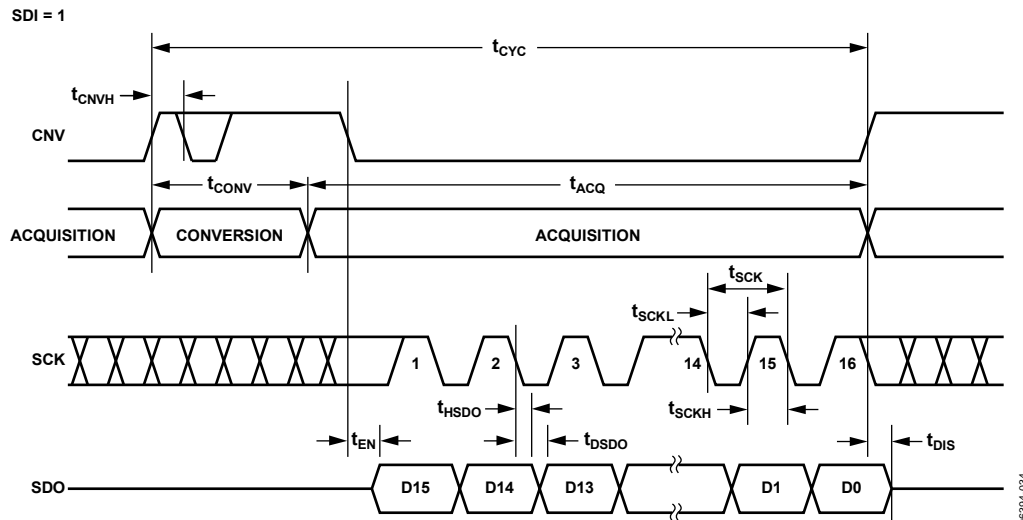 SDI = 1
tCYC
tCNVH
CNV
tCONV
tACQ
ACQUISITION
CONVERSION
ACQUISITION
tSCK
tSCKL
SCK
1
2
3
14
15
16
tHSDO
tSCKH
tEN
tDSDO
tDIS
SDO
D15
D14
D13
D1
D0